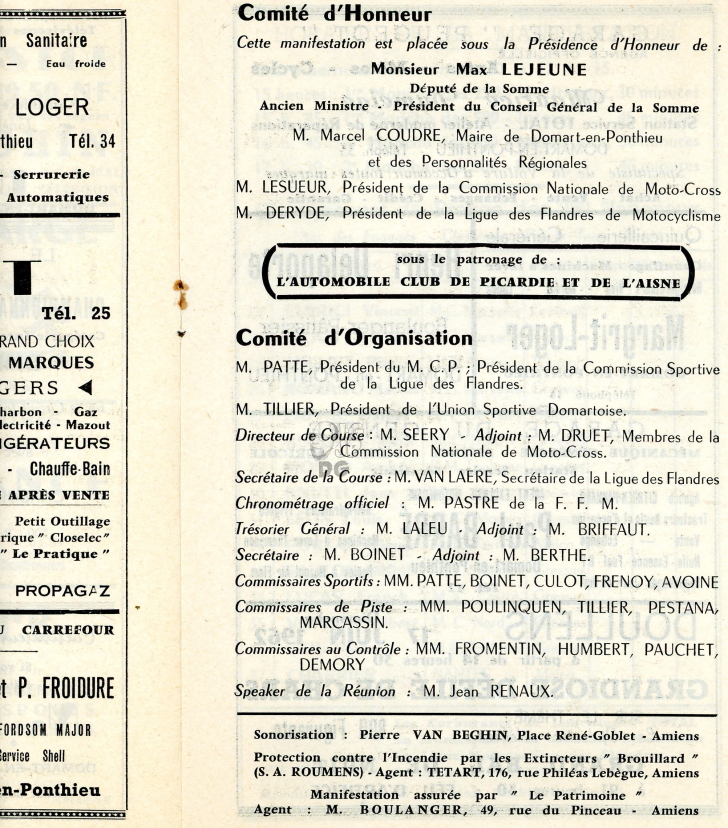 n Sanitaire
— Eau froide
LOGER
thieu Tél. 34
- Serrurerie
Automatiques
T
Tél. 25
RAND CHOIX
MARQUES
GERS ◄
harbon - Gaz
lectricité - Mazout
IGÉRATEURS
- Chauffe-Bain
APRÈS VENTE
Petit Outillage
rique " Closelec"
" Le Pratique "
PROPAGAZ
U CARREFOUR
et P. FROIDURE
FORDSOM MAJOR
Service Shell
en-Ponthieu
Comité d'Honneur
Cette manifestation est placée sous la Présidence d'Honneur de :
Monsieur Max LEJEUNE
Député de la Somme
Ancien Ministre - Président du Conseil Général de la Somme
M. Marcel COUDRE, Maire de Domart-en-Ponthieu
et des Personnalités Régionales
M. LESUEUR, Président de la Commission Nationale de Moto-Cross
M. DERYDE, Président de la Ligue des Flandres de Motocyclisme
sous le patronage de :
L'AUTOMOBILE CLUB DE PICARDIE ET DE L'AISNE
Comité d'Organisation
M. PATTE, Président du M. C. P. ; Président de la Commission Sportive
de la Ligue des Flandres.
M. TILLIER, Président de l'Union Sportive Domartoise.
Directeur de Course : M. SEERY - Adjoint : M. DRUET, Membres de la
Commission Nationale de Moto-Cross.
Secrétaire de la Course : M. VAN LAERE, Secrétaire de la Ligue des Flandres
Chronométrage officiel : M. PASTRE de la F. F. M.
Trésorier Général : M. LALEU - Adjoint : M. BRIFFAUT.
Secrétaire : M. BOINET - Adjoint : M. BERTHE.
Commissaires Sportifs : MM. PATTE, BOINET, CULOT, FRENOY, AVOINE
Commissaires de Piste : MM. POULINQUEN, TILLIER, PESTANA,
MARCASSIN.
Commissaires au Contrôle : MM. FROMENTIN, HUMBERT, PAUCHET,
DEMORY
Speaker de la Réunion : M. Jean RENAUX.
Sonorisation : Pierre VAN BEGHIN, Place René-Goblet - Amiens
Protection contre l'Incendie par les Extincteurs " Brouillard "
(S. A. ROUMENS) - Agent : TETART, 176, rue Philéas Lebègue, Amiens
Manifestation assurée par " Le Patrimoine "
Agent : M. BOULANGER, 49, rue du Pinceau - Amiens